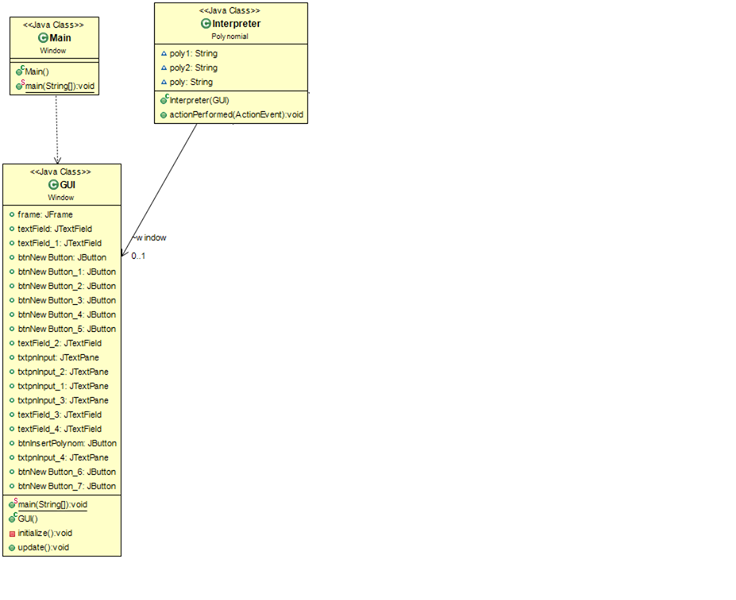 <<Java Class>>
Main
Window
Main()
main(String[]):void
<<Java Class>>
Interpreter
Polynomial
poly1: String
poly2: String
poly: String
Interpreter(GUI)
actionPerformed(ActionEvent):void
<<Java Class>>
GUI
Window
frame: JFrame
textField: JTextField
textField_1: JTextField
btnNewButton: JButton
btnNewButton_1: JButton
btnNewButton_2: JButton
btnNewButton_3: JButton
btnNewButton_4: JButton
btnNewButton_5: JButton
textField_2: JTextField
txtpnInput: JTextPane
txtpnInput_2: JTextPane
txtpnInput_1: JTextPane
txtpnInput_3: JTextPane
textField_3: JTextField
textField_4: JTextField
btnInsertPolynom: JButton
txtpnInput_4: JTextPane
btnNewButton_6: JButton
btnNewButton_7: JButton
main(String[]):void
GUI()
initialize():void
update():void
~window
0..1